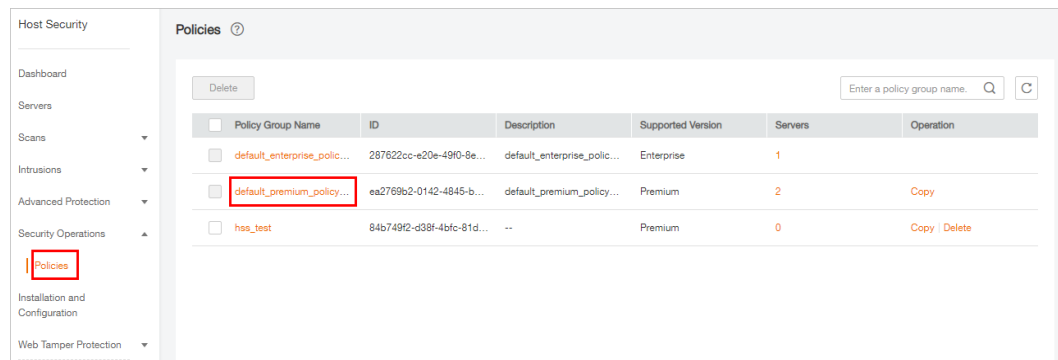 Host Security
Dashboard
Servers
Scans
Intrusions
Advanced Protection
Security Operations
Policies
Installation and
Configuration
Web Tamper Protection
Policies ?
Delete
Enter a policy group name.
Policy Group Name ID Description Supported Version Servers Operation
default_enterprise_polic... 287622cc-e20e-49f0-8e... default_enterprise_polic... Enterprise 1
default_premium_policy... ea2769b2-0142-4845-b... default_premium_policy... Premium 2 Copy
hss_test 84b749f2-d38f-4bfc-81d... -- Premium 0 Copy | Delete